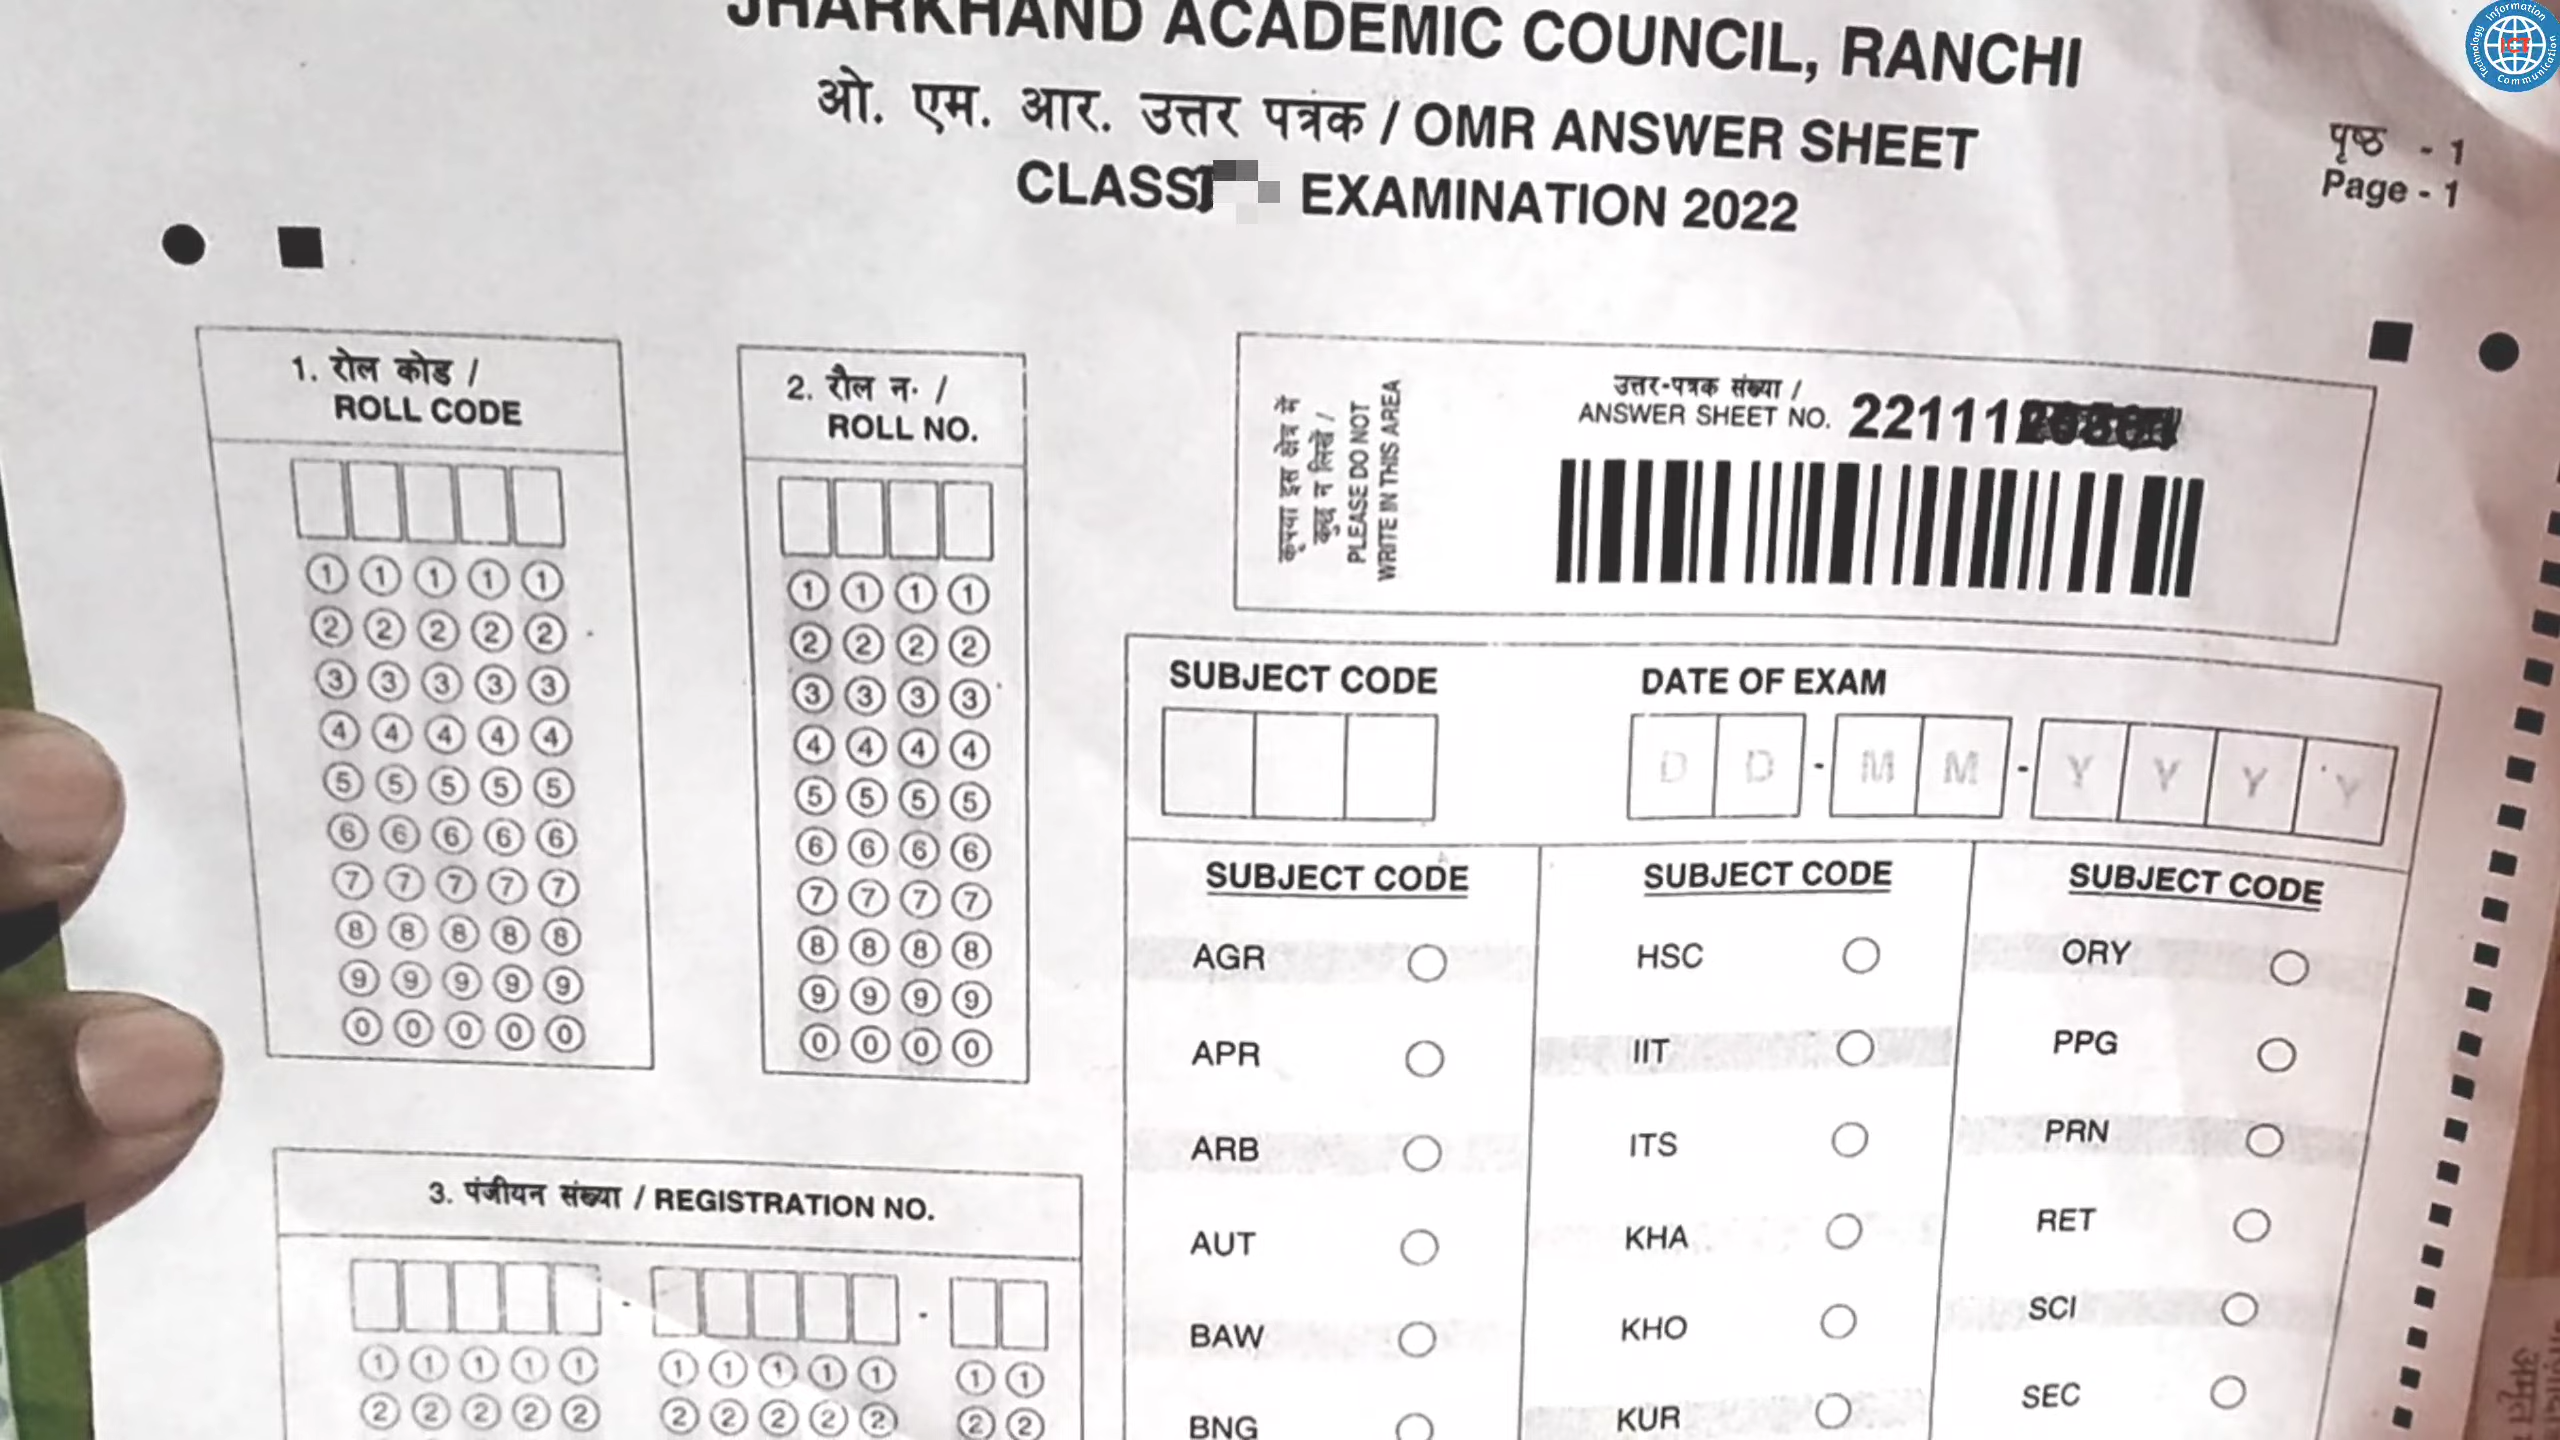 JHARKHAND ACADEMIC COUNCIL, RANCHI
ओ. एम. आर. उत्तर पत्रक / OMR ANSWER SHEET
CLASS EXAMINATION 2022
पृष्ठ - 1
Page - 1
Information
Communication
Technology
ICT
1. रोल कोड /
ROLL CODE
1 1 1 1 1
2 2 2 2 2
3 3 3 3 3
4 4 4 4 4
5 5 5 5 5
6 6 6 6 6
7 7 7 7 7
8 8 8 8 8
9 9 9 9 9
0 0 0 0 0
2. रौल न. /
ROLL NO.
1 1 1 1
2 2 2 2
3 3 3 3
4 4 4 4
5 5 5 5
6 6 6 6
7 7 7 7
8 8 8 8
9 9 9 9
0 0 0 0
कृपया इस क्षेत्र में
कुछ न लिखें /
PLEASE DO NOT
WRITE IN THIS AREA
उत्तर-पत्रक संख्या /
ANSWER SHEET NO. 22111
SUBJECT CODE
DATE OF EXAM
D D - M M - Y Y Y Y
SUBJECT CODE
AGR
APR
ARB
AUT
BAW
BNG
SUBJECT CODE
HSC
IIT
ITS
KHA
KHO
KUR
SUBJECT CODE
ORY
PPG
PRN
RET
SCI
SEC
3. पंजीयन संख्या / REGISTRATION NO.
- -
1 1 1 1 1 1 1 1 1 1 1 1
2 2 2 2 2 2 2 2 2 2 2 2